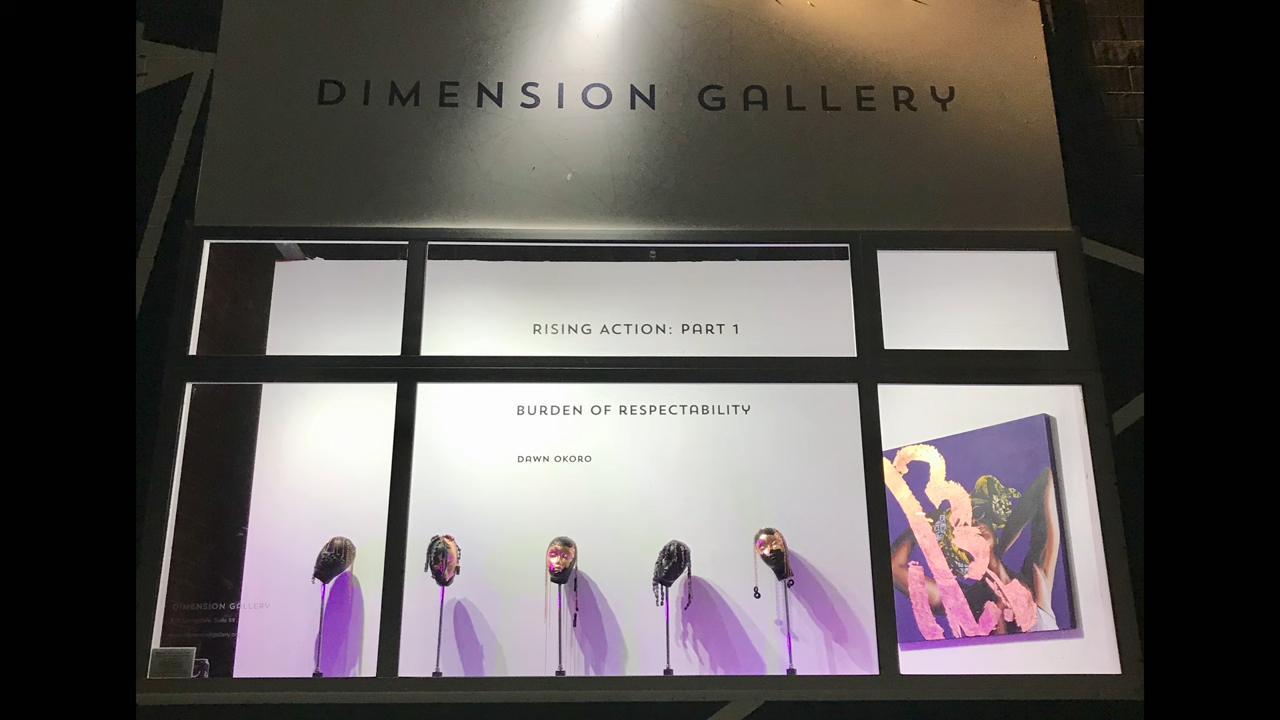 DIMENSION GALLERY
RISING ACTION: PART 1
BURDEN OF RESPECTABILITY
DAWN OKORO
DIMENSION GALLERY